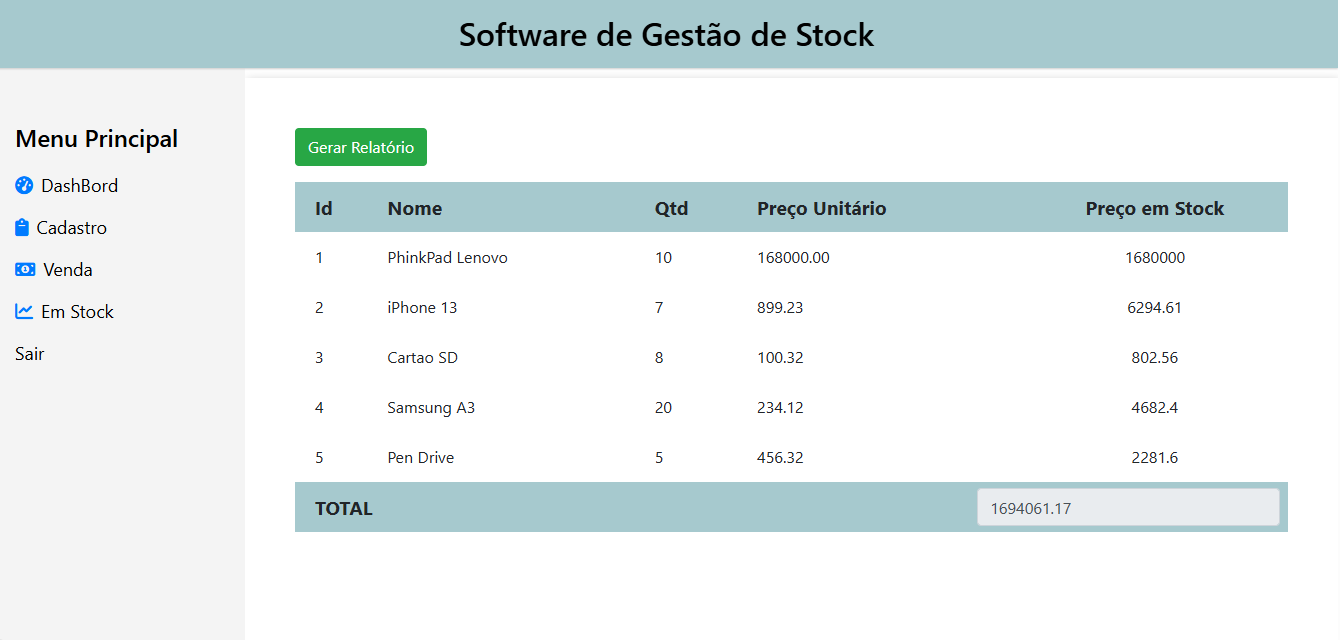 Software de Gestão de Stock
Menu Principal
DashBord
Cadastro
Venda
Em Stock
Sair
Gerar Relatório
Id Nome Qtd Preço Unitário Preço em Stock
1 PhinkPad Lenovo 10 168000.00 1680000
2 iPhone 13 7 899.23 6294.61
3 Cartao SD 8 100.32 802.56
4 Samsung A3 20 234.12 4682.4
5 Pen Drive 5 456.32 2281.6
TOTAL 1694061.17